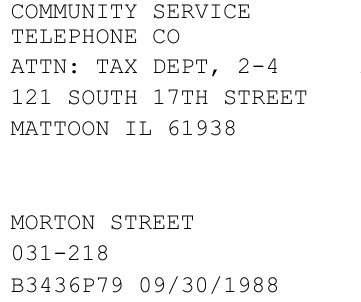 COMMUNITY SERVICE
TELEPHONE CO
ATTN: TAX DEPT, 2-4
121 SOUTH 17TH STREET
MATTOON IL 61938
MORTON STREET
031-218
B3436P79 09/30/1988